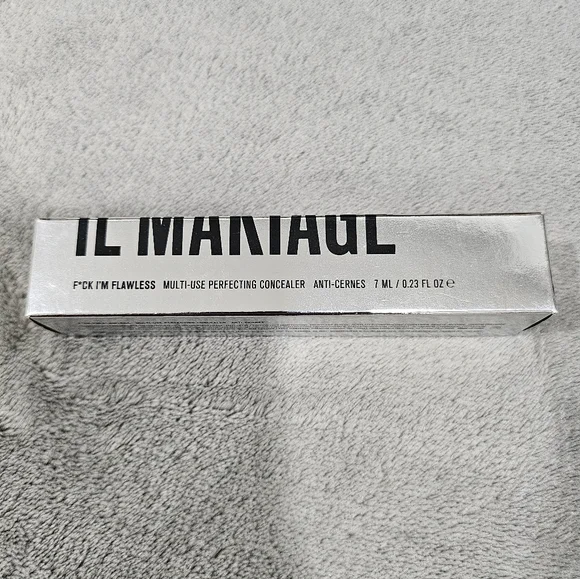 IL MAKIAGE
F*CK I'M FLAWLESS MULTI-USE PERFECTING CONCEALER ANTI-CERNES 7 ML / 0.23 FL OZ ℮